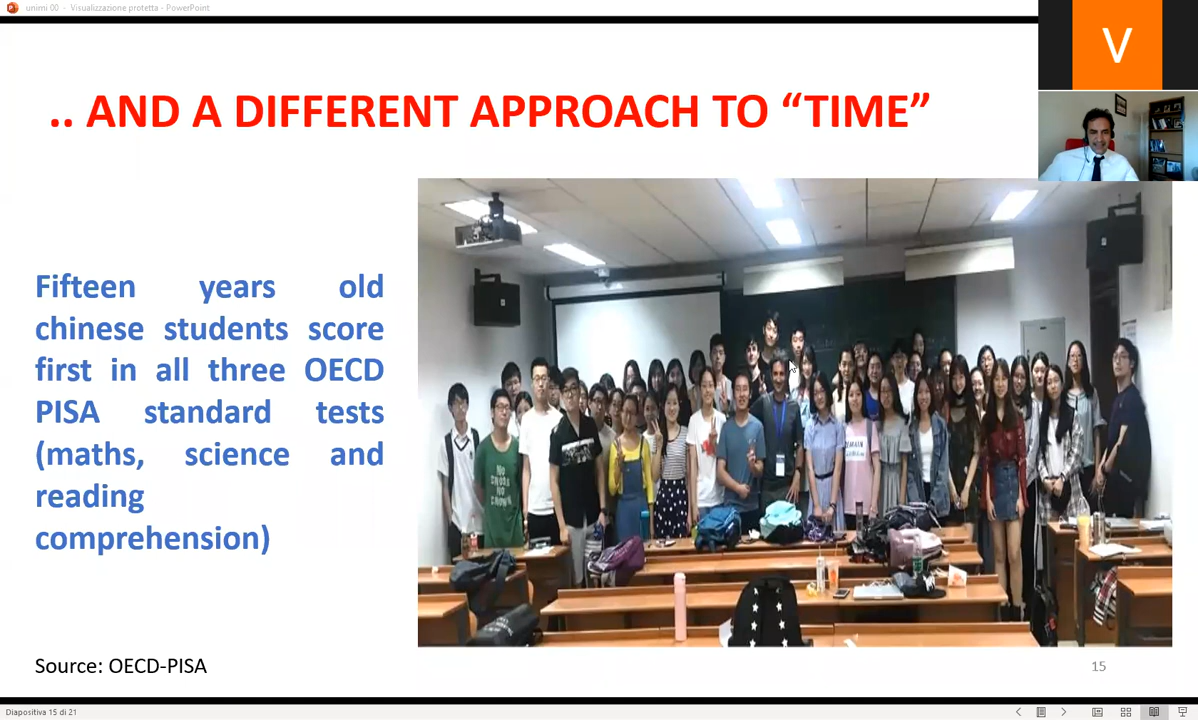 unimi 00 - Visualizzazione protetta - PowerPoint
V
.. AND A DIFFERENT APPROACH TO “TIME”
Fifteen years old
chinese students score
first in all three OECD
PISA standard tests
(maths, science and
reading
comprehension)
NO
Source: OECD-PISA
15
Diapositiva 15 di 21